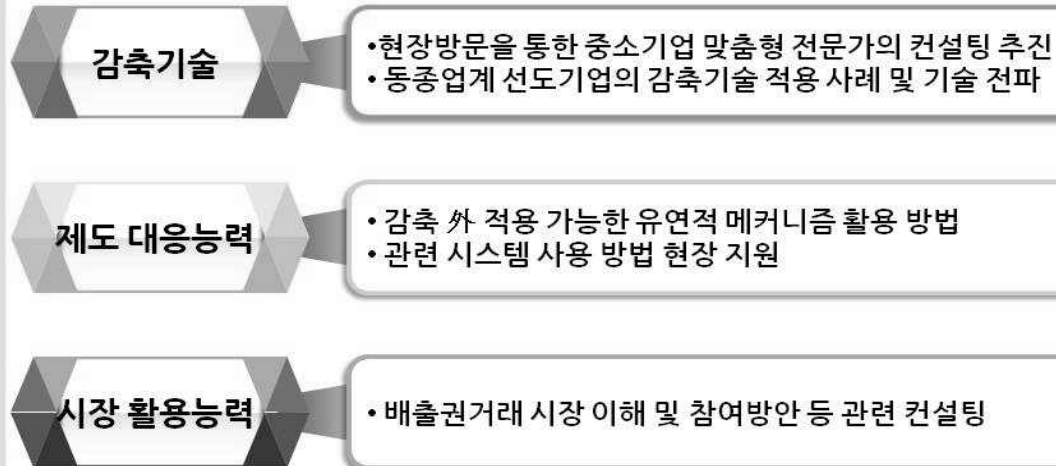 감축기술
•현장방문을 통한 중소기업 맞춤형 전문가의 컨설팅 추진
• 동종업계 선도기업의 감축기술 적용 사례 및 기술 전파
제도 대응능력
• 감축 外 적용 가능한 유연적 메커니즘 활용 방법
• 관련 시스템 사용 방법 현장 지원
시장 활용능력
• 배출권거래 시장 이해 및 참여방안 등 관련 컨설팅